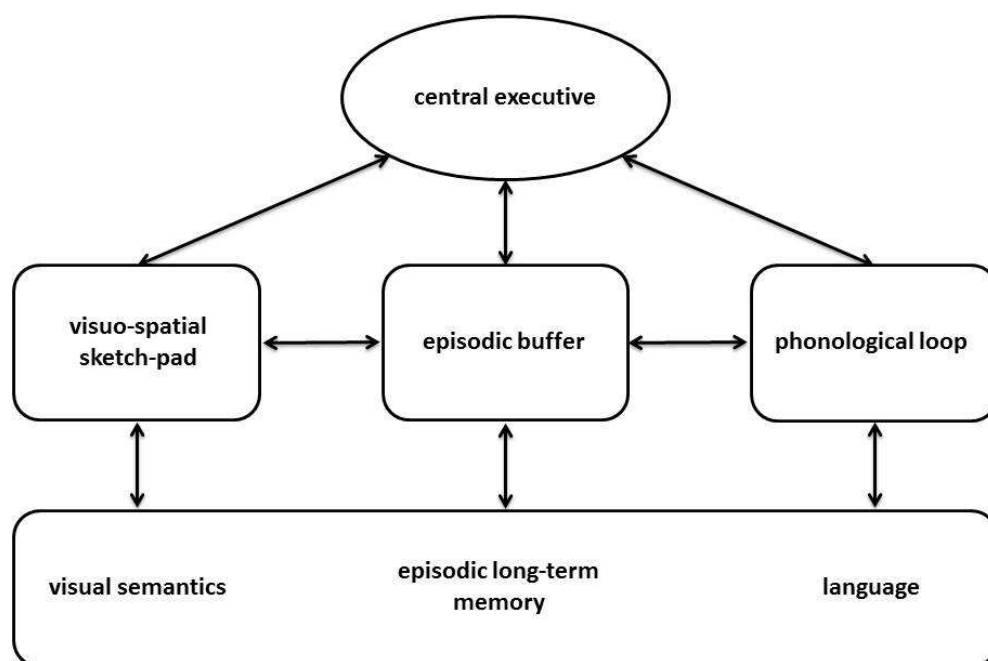 central executive
visuo-spatial
sketch-pad
episodic buffer
phonological loop
visual semantics
episodic long-term
memory
language